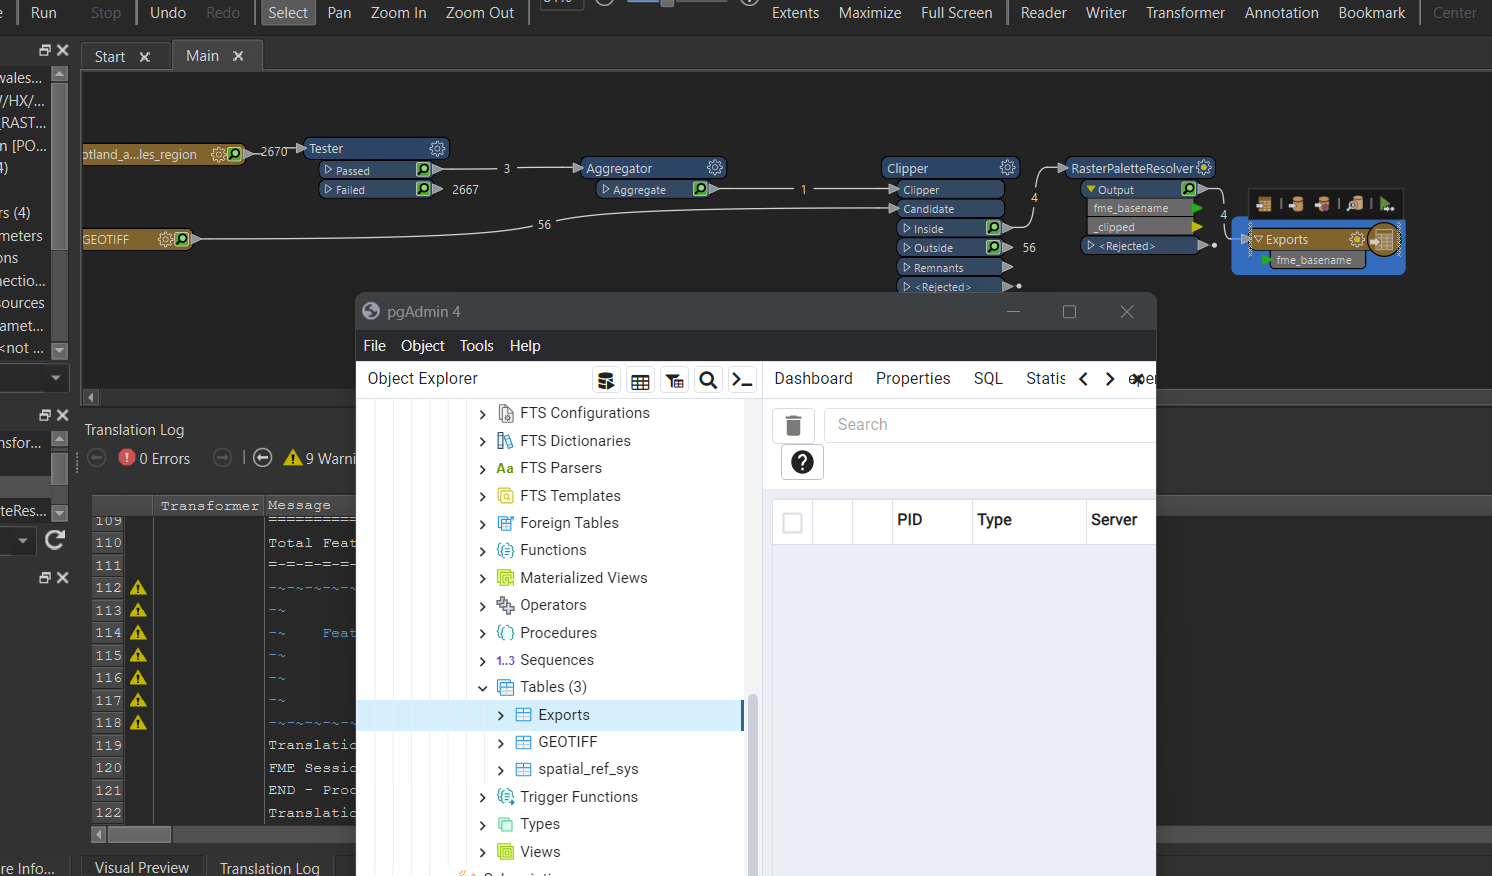 Run Stop Undo Redo Select Pan Zoom In Zoom Out Extents Maximize Full Screen Reader Writer Transformer Annotation Bookmark Center
Start Main
wales...
//HX/...
_RAST...
n [PO...
4)
rs (4)
meters
ons
nectio...
sources
amet...
<not ...
otland_a...les_region
2670
Tester
Passed
Failed
3
2667
Aggregator
Aggregate
1
GEOTIFF
56
Clipper
Clipper
Candidate
Inside
Outside
Remnants
<Rejected>
4
56
RasterPaletteResolver
Output
fme_basename
_clipped
<Rejected>
4
Exports
fme_basename
nsfor...
teRes...
Translation Log
0 Errors 9 Warni
Transformer Message
109 ===========
110 Total Feat
111 =-=-=-=-=-
112 -~-~-~-~-~
113 -~
114 -~ Feat
115 -~
116 -~
117 -~
118 -~-~-~-~-~
119 Translatio
120 FME Sessio
121 END - Proc
122 Translatio
re Info... Visual Preview Translation Log
pgAdmin 4
File Object Tools Help
Object Explorer
FTS Configurations
FTS Dictionaries
Aa FTS Parsers
FTS Templates
Foreign Tables
Functions
Materialized Views
Operators
Procedures
1..3 Sequences
Tables (3)
Exports
GEOTIFF
spatial_ref_sys
Trigger Functions
Types
Views
Dashboard Properties SQL Statis
Search
PID Type Server